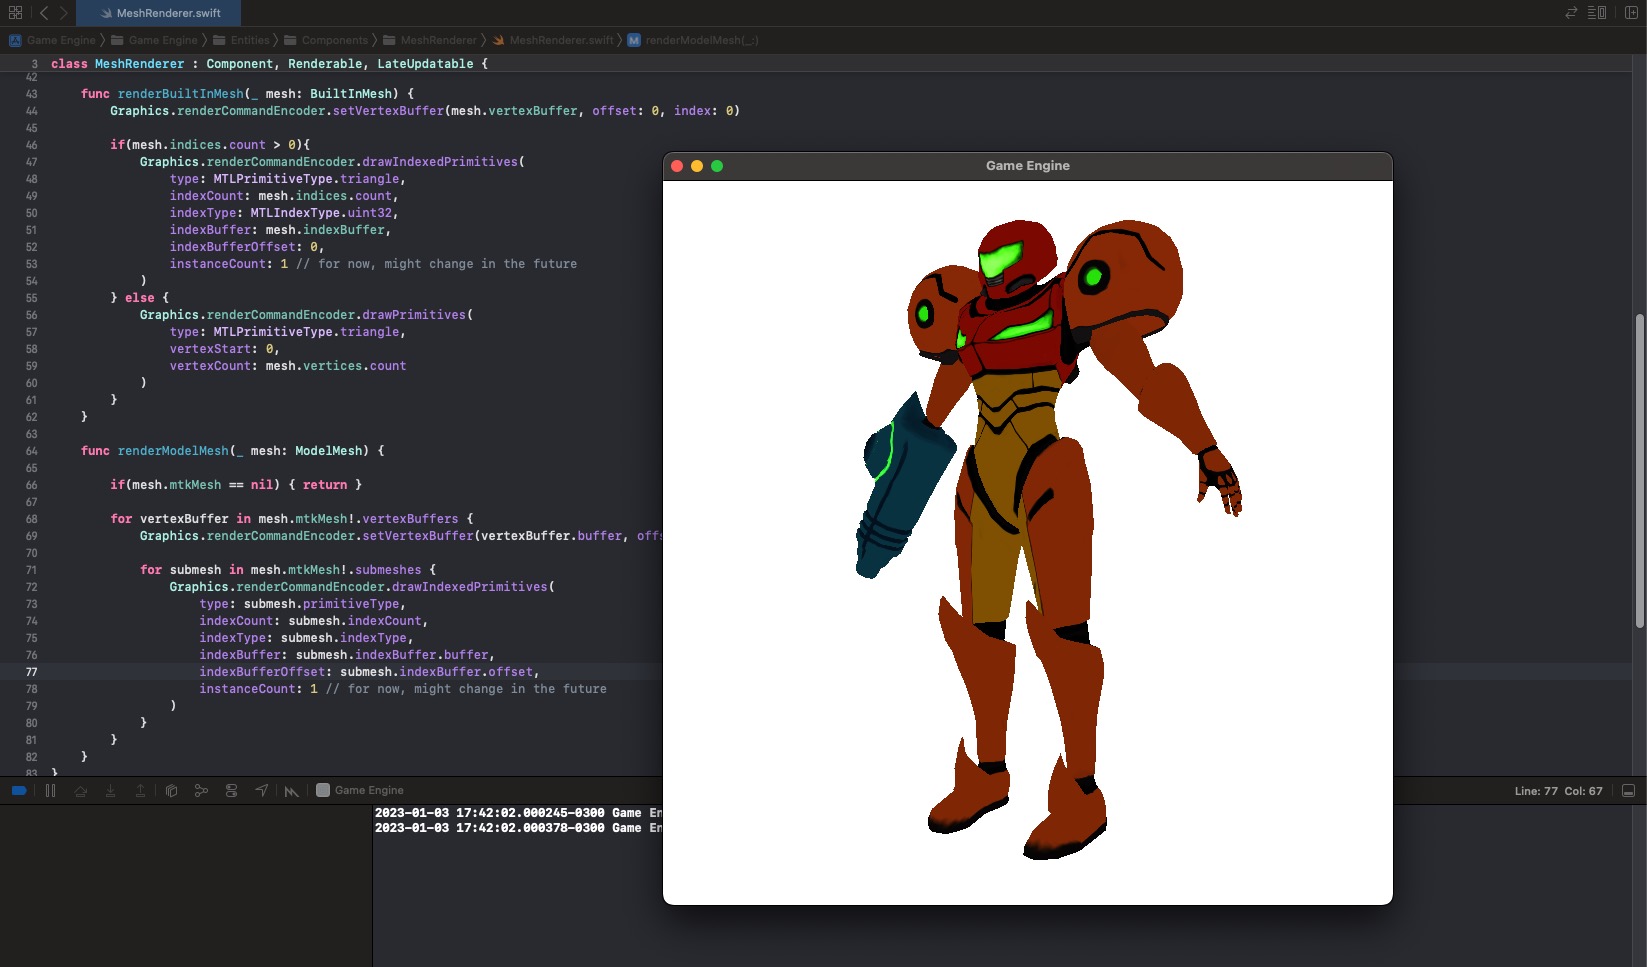 MeshRenderer.swift
Game Engine Game Engine Entities Components MeshRenderer MeshRenderer.swift M renderModelMesh(_:)
3 class MeshRenderer : Component, Renderable, LateUpdatable {
42
43 func renderBuiltInMesh(_ mesh: BuiltInMesh) {
44 Graphics.renderCommandEncoder.setVertexBuffer(mesh.vertexBuffer, offset: 0, index: 0)
45
46 if(mesh.indices.count > 0){
47 Graphics.renderCommandEncoder.drawIndexedPrimitives(
48 type: MTLPrimitiveType.triangle,
49 indexCount: mesh.indices.count,
50 indexType: MTLIndexType.uint32,
51 indexBuffer: mesh.indexBuffer,
52 indexBufferOffset: 0,
53 instanceCount: 1 // for now, might change in the future
54 )
55 } else {
56 Graphics.renderCommandEncoder.drawPrimitives(
57 type: MTLPrimitiveType.triangle,
58 vertexStart: 0,
59 vertexCount: mesh.vertices.count
60 )
61 }
62 }
63
64 func renderModelMesh(_ mesh: ModelMesh) {
65
66 if(mesh.mtkMesh == nil) { return }
67
68 for vertexBuffer in mesh.mtkMesh!.vertexBuffers {
69 Graphics.renderCommandEncoder.setVertexBuffer(vertexBuffer.buffer, offs
70
71 for submesh in mesh.mtkMesh!.submeshes {
72 Graphics.renderCommandEncoder.drawIndexedPrimitives(
73 type: submesh.primitiveType,
74 indexCount: submesh.indexCount,
75 indexType: submesh.indexType,
76 indexBuffer: submesh.indexBuffer.buffer,
77 indexBufferOffset: submesh.indexBuffer.offset,
78 instanceCount: 1 // for now, might change in the future
79 )
80 }
81 }
82 }
83 }
Game Engine
Game Engine
Line: 77 Col: 67
2023-01-03 17:42:02.000245-0300 Game En
2023-01-03 17:42:02.000378-0300 Game En